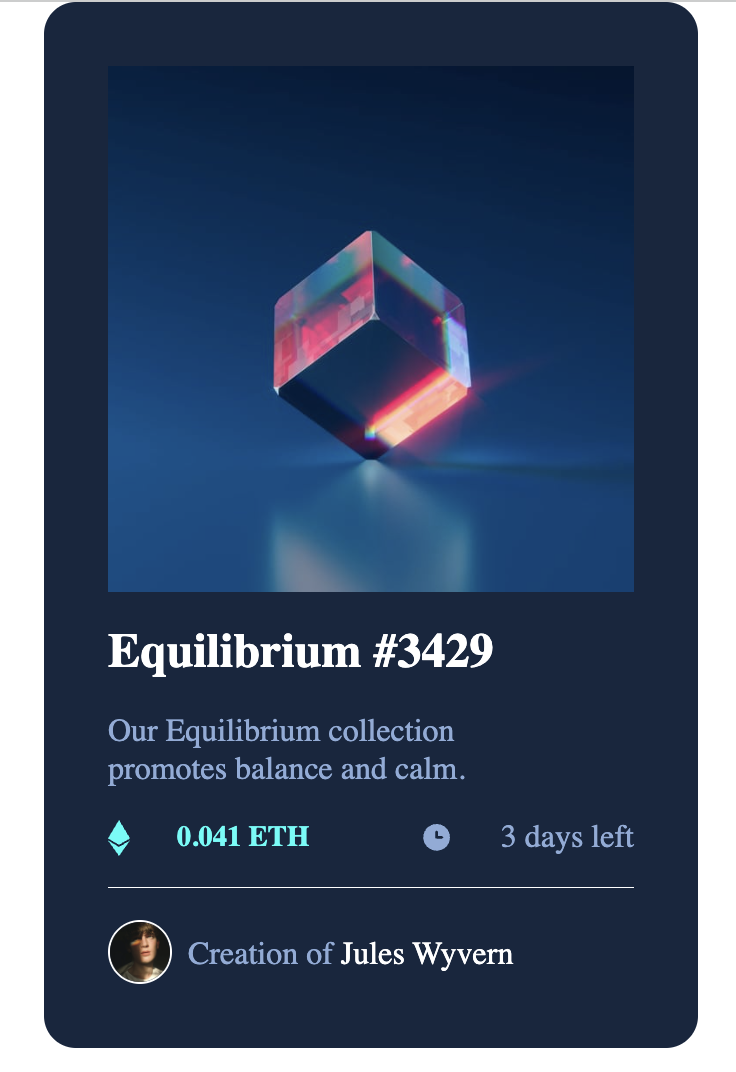 Equilibrium #3429
Our Equilibrium collection
promotes balance and calm.
0.041 ETH 3 days left
Creation of Jules Wyvern